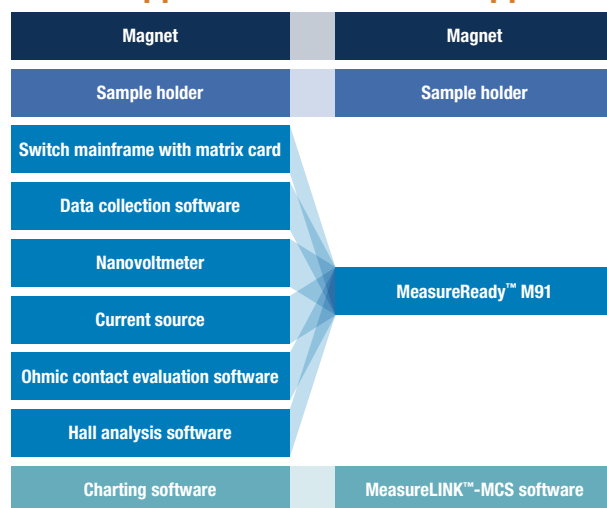 Magnet
Magnet
Sample holder
Sample holder
Switch mainframe with matrix card
Data collection software
Nanovoltmeter
MeasureReady™ M91
Current source
Ohmic contact evaluation software
Hall analysis software
Charting software
MeasureLINK™-MCS software